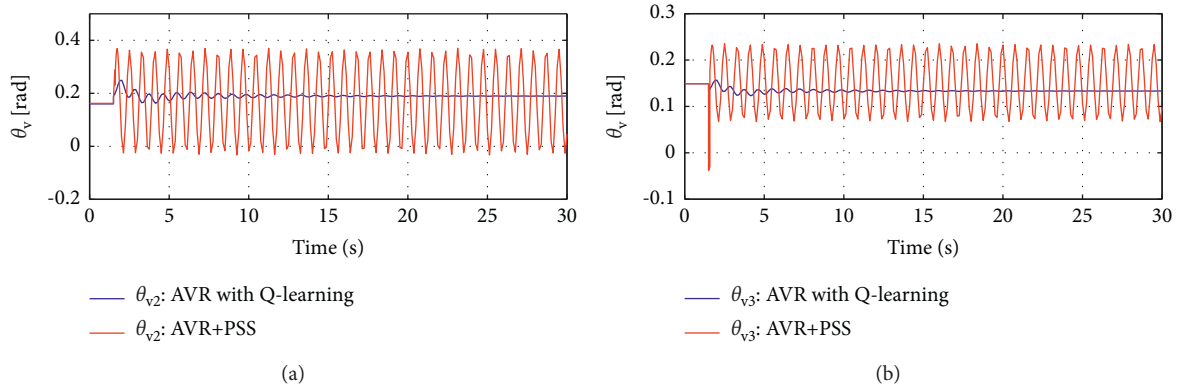 0.4
0.2
0
-0.2
θv [rad]
0 5 10 15 20 25 30
Time (s)
θv2: AVR with Q-learning
θv2: AVR+PSS
(a)
0.3
0.2
0.1
0
-0.1
θv [rad]
0 5 10 15 20 25 30
Time (s)
θv3: AVR with Q-learning
θv3: AVR+PSS
(b)